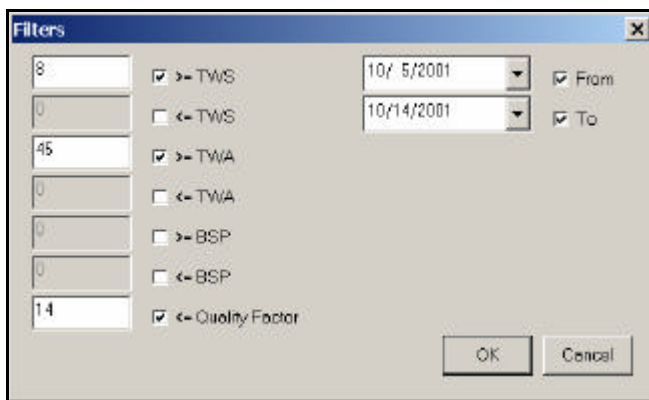 Filters
8 >= TWS 10/ 5/2001 From
0 <= TWS 10/14/2001 To
45 >= TWA
0 <= TWA
0 >= BSP
0 <= BSP
14 <= Quality Factor
OK Cancel